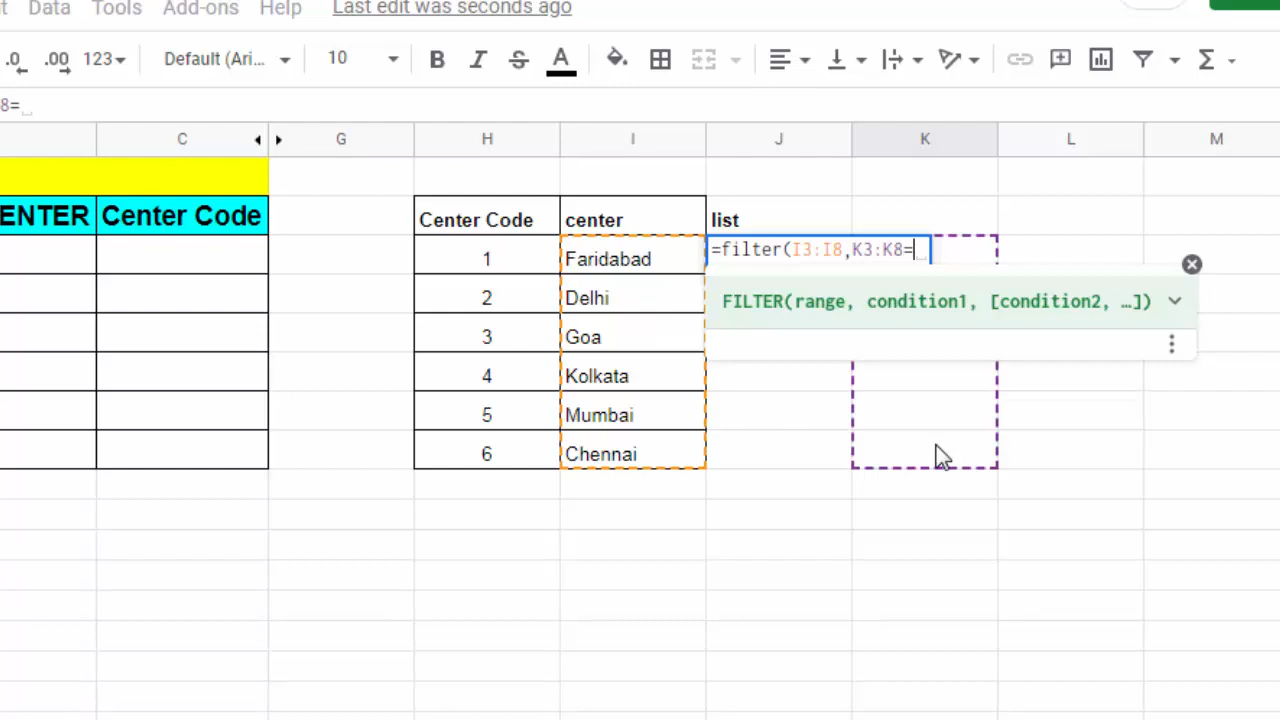 Data Tools Add-ons Help Last edit was seconds ago
.0 .00 123 Default (Ari... 10 B I S A Σ
8=
C G H I J K L M
ENTER Center Code Center Code center list
1 Faridabad =filter(I3:I8,K3:K8=
2 Delhi FILTER(range, condition1, [condition2, …])
3 Goa
4 Kolkata
5 Mumbai
6 Chennai